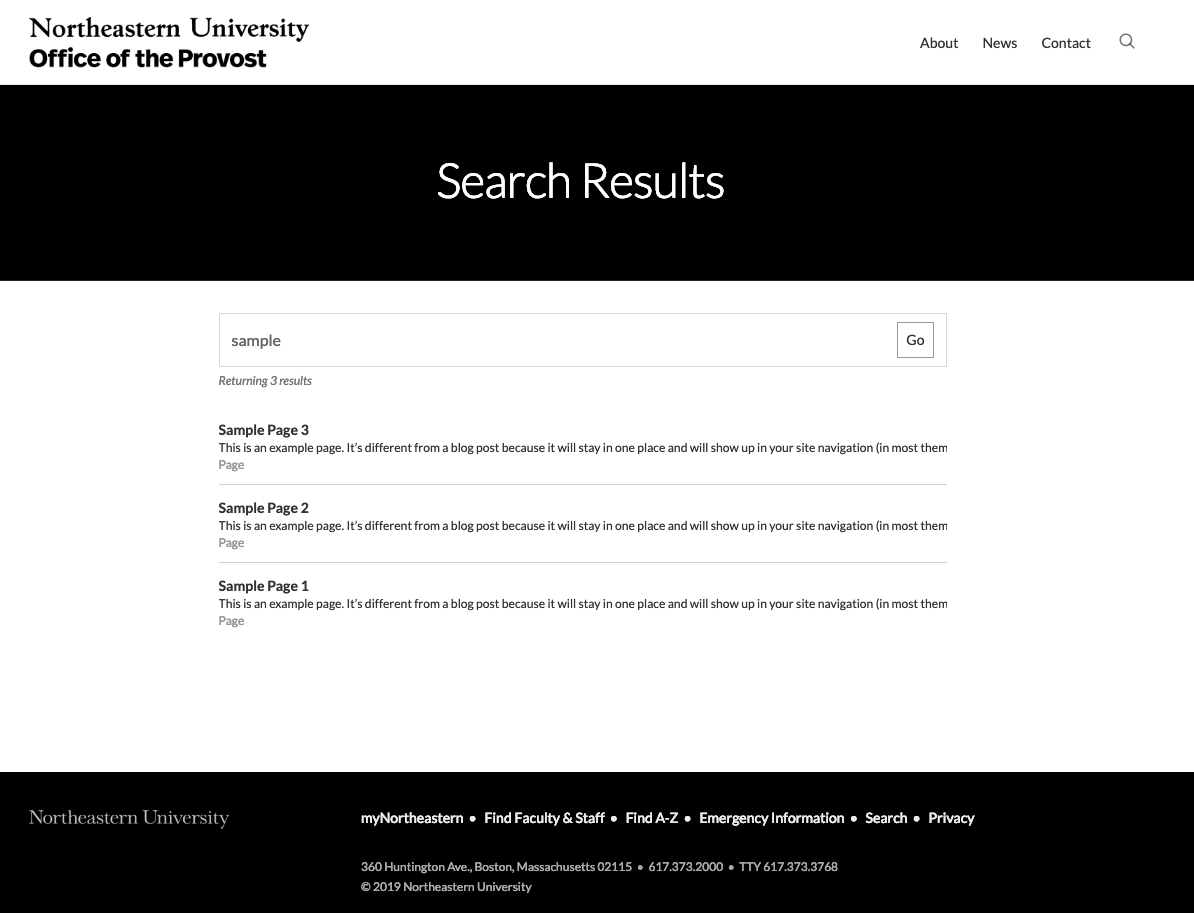 Northeastern University
Office of the Provost
About News Contact
Search Results
sample Go
Returning 3 results
Sample Page 3
This is an example page. It’s different from a blog post because it will stay in one place and will show up in your site navigation (in most them
Page
Sample Page 2
This is an example page. It’s different from a blog post because it will stay in one place and will show up in your site navigation (in most them
Page
Sample Page 1
This is an example page. It’s different from a blog post because it will stay in one place and will show up in your site navigation (in most them
Page
Northeastern University
myNortheastern • Find Faculty & Staff • Find A-Z • Emergency Information • Search • Privacy
360 Huntington Ave., Boston, Massachusetts 02115 • 617.373.2000 • TTY 617.373.3768
© 2019 Northeastern University